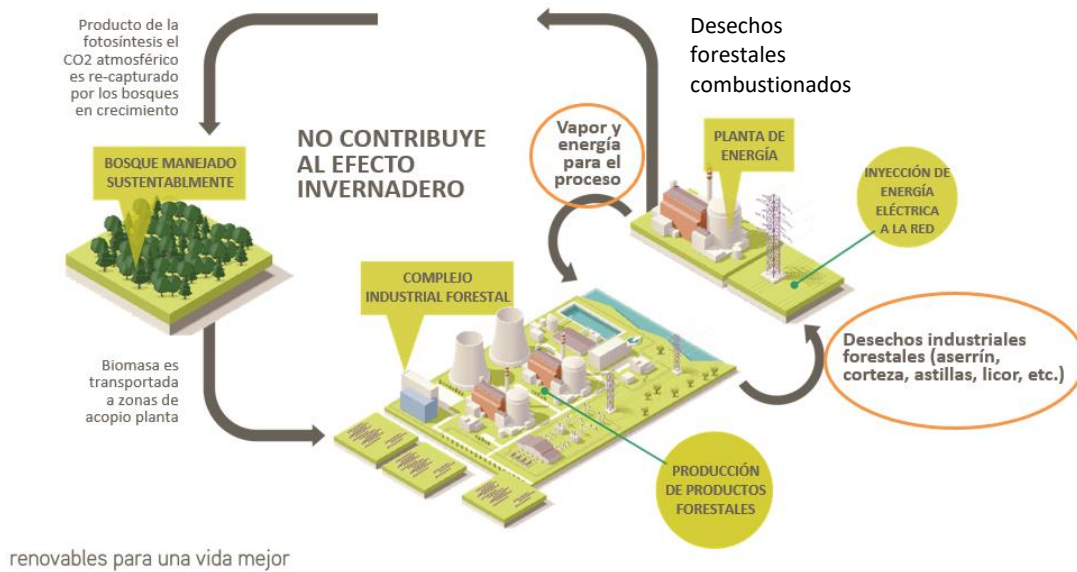 Producto de la
fotosíntesis el
CO2 atmosférico
es re-capturado
por los bosques
en crecimiento
Desechos
forestales
combustionados
NO CONTRIBUYE
AL EFECTO
INVERNADERO
Vapor y
energía
para el
proceso
PLANTA DE
ENERGÍA
BOSQUE MANEJADO
SUSTENTABLMENTE
INYECCIÓN DE
ENERGÍA
ELÉCTRICA
A LA RED
COMPLEJO
INDUSTRIAL FORESTAL
Desechos industriales
forestales (aserrín,
corteza, astillas, licor, etc.)
Biomasa es
transportada
a zonas de
acopio planta
PRODUCCIÓN
DE PRODUCTOS
FORESTALES
renovables para una vida mejor